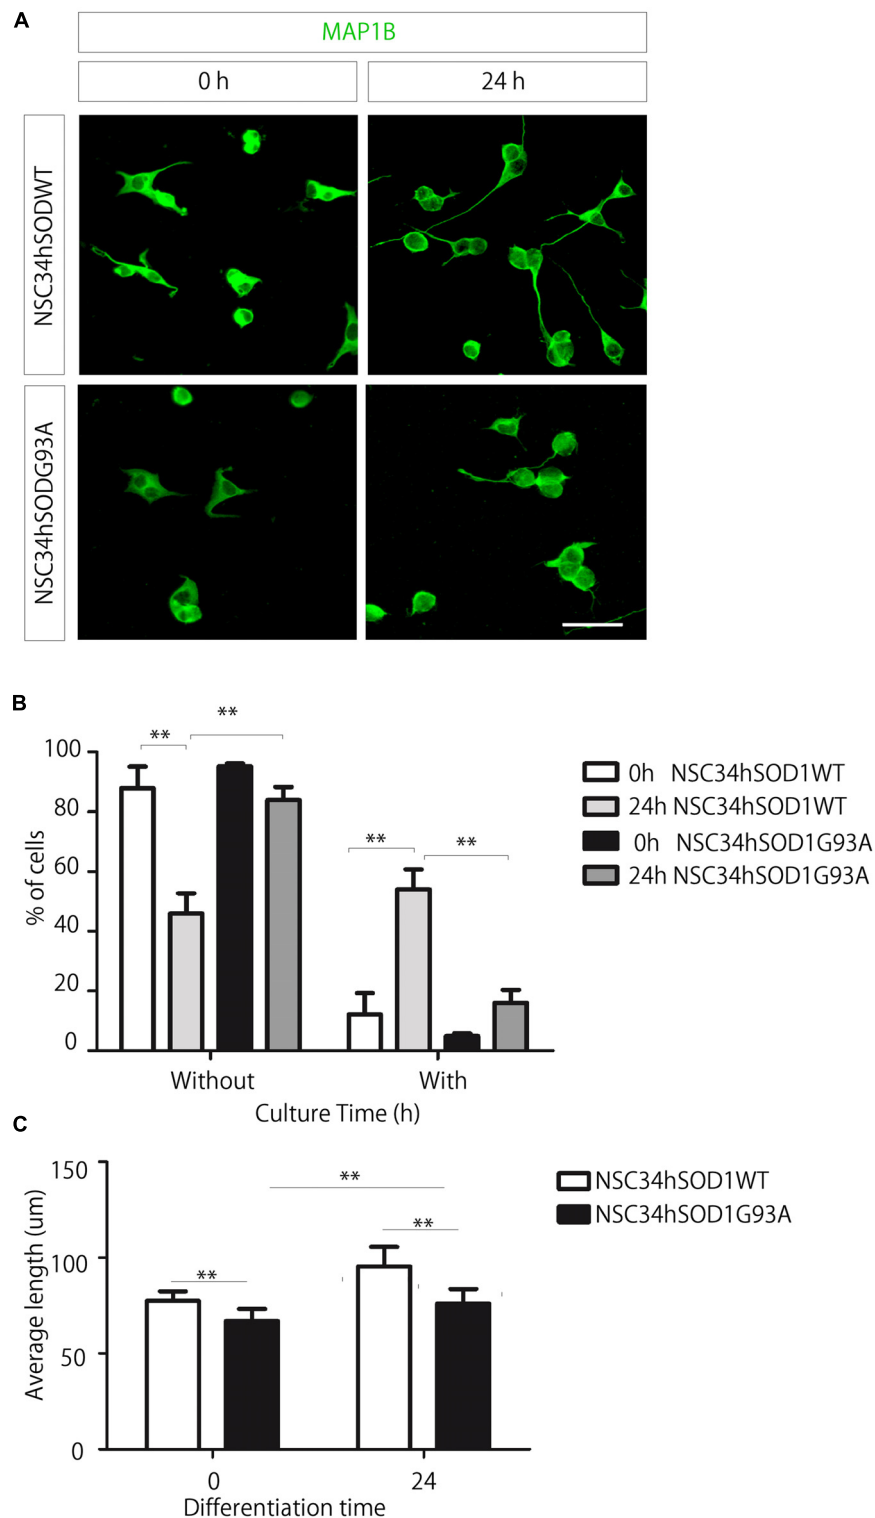 A
MAP1B
0 h
24 h
NSC34hSODWT
NSC34hSODG93A
B
** **
100
80
60
40
20
0
% of cells
** **
Without
With
Culture Time (h)
0h NSC34hSOD1WT
24h NSC34hSOD1WT
0h NSC34hSOD1G93A
24h NSC34hSOD1G93A
C
150
100
50
0
Average length (um)
**
**
**
0
24
Differentiation time
NSC34hSOD1WT
NSC34hSOD1G93A